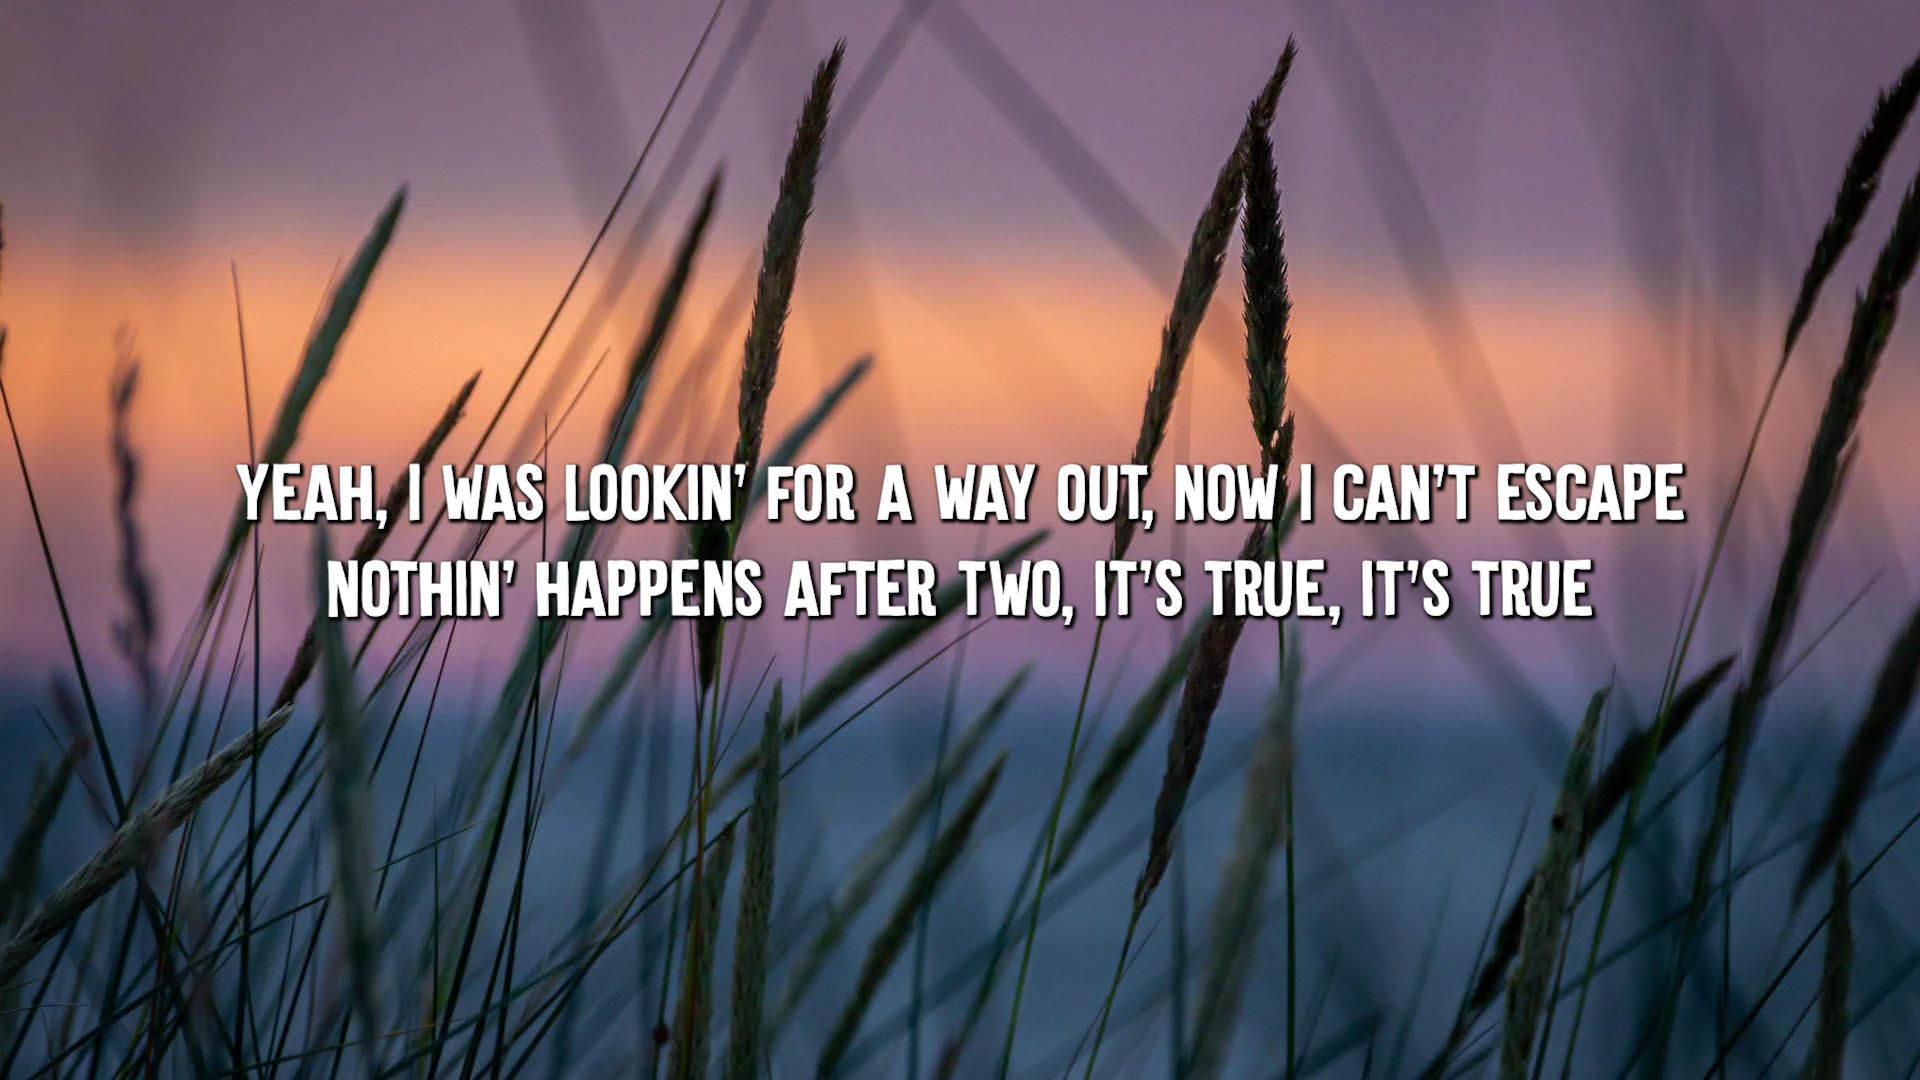 YEAH, I WAS LOOKIN' FOR A WAY OUT, NOW I CAN'T ESCAPE
NOTHIN' HAPPENS AFTER TWO, IT'S TRUE, IT'S TRUE